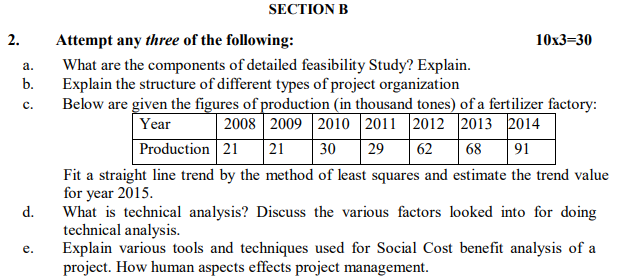 SECTION B
2. Attempt any three of the following: 10x3=30
a. What are the components of detailed feasibility Study? Explain.
b. Explain the structure of different types of project organization
c. Below are given the figures of production (in thousand tones) of a fertilizer factory:
Year 2008 2009 2010 2011 2012 2013 2014
Production 21 21 30 29 62 68 91
Fit a straight line trend by the method of least squares and estimate the trend value
for year 2015.
d. What is technical analysis? Discuss the various factors looked into for doing
technical analysis.
e. Explain various tools and techniques used for Social Cost benefit analysis of a
project. How human aspects effects project management.